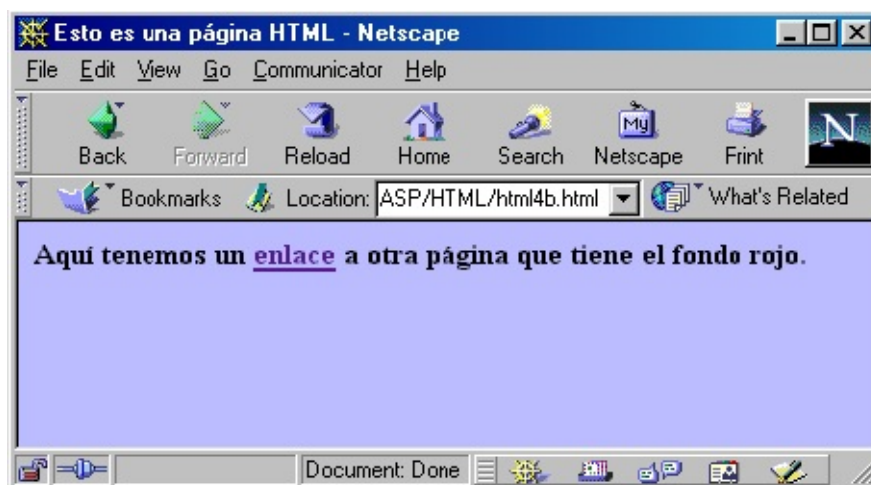 Esto es una página HTML - Netscape
File Edit View Go Communicator Help
My N
Back Forward Reload Home Search Netscape Print
Bookmarks Location: ASP/HTML/html4b.html What's Related
Aquí tenemos un enlace a otra página que tiene el fondo rojo.
Document: Done